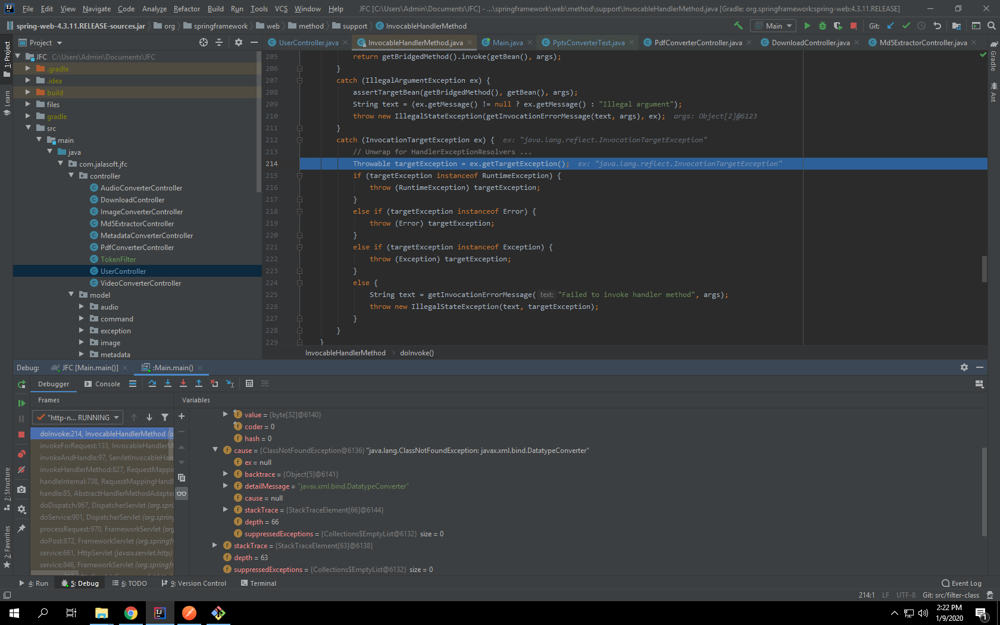 File Edit View Navigate Code Analyze Refactor Build Run Tools VCS Window Help JFC [C:\Users\Admin\Documents\JFC] - ...\springframework\web\method\support\InvocableHandlerMethod.java [Gradle: org.springframework:spring-web:4.3.11.RELEASE]
spring-web-4.3.11.RELEASE-sources.jar org springframework web method support InvocableHandlerMethod Main Git:
Project UserController.java InvocableHandlerMethod.java Main.java PptxConverterTest.java PdfConverterController.java DownloadController.java Md5ExtractorController.java
1: Project
Learn
7: Structure
2: Favorites
Gradle
Ant
JFC C:\Users\Admin\Documents\JFC
.gradle
.idea
build
files
gradle
src
main
java
com.jalasoft.jfc
controller
AudioConverterController
DownloadController
ImageConverterController
Md5ExtractorController
MetadataConverterController
PdfConverterController
TokenFilter
UserController
VideoConverterController
model
audio
command
exception
image
metadata
205 return getBridgedMethod().invoke(getBean(), args);
206 }
207 catch (IllegalArgumentException ex) {
208 assertTargetBean(getBridgedMethod(), getBean(), args);
209 String text = (ex.getMessage() != null ? ex.getMessage() : "Illegal argument");
210 throw new IllegalStateException(getInvocationErrorMessage(text, args), ex); args: Object[2]@6123
211 }
212 catch (InvocationTargetException ex) { ex: "java.lang.reflect.InvocationTargetException"
213 // Unwrap for HandlerExceptionResolvers ...
214 Throwable targetException = ex.getTargetException(); ex: "java.lang.reflect.InvocationTargetException"
215 if (targetException instanceof RuntimeException) {
216 throw (RuntimeException) targetException;
217 }
218 else if (targetException instanceof Error) {
219 throw (Error) targetException;
220 }
221 else if (targetException instanceof Exception) {
222 throw (Exception) targetException;
223 }
224 else {
225 String text = getInvocationErrorMessage( text: "Failed to invoke handler method", args);
226 throw new IllegalStateException(text, targetException);
227 }
228 }
229 }
InvocableHandlerMethod doInvoke()
Debug: JFC [Main.main()] :Main.main()
Debugger Console
Frames Variables
"http-n... RUNNING
doInvoke:214, InvocableHandlerMethod (o
invokeForRequest:133, InvocableHandlerM
invokeAndHandle:97, ServletInvocableHan
invokeHandlerMethod:827, RequestMappin
handleInternal:738, RequestMappingHandl
handle:85, AbstractHandlerMethodAdapte
doDispatch:967, DispatcherServlet (org.spri
doService:901, DispatcherServlet (org.spring
processRequest:970, FrameworkServlet (org
doPost:872, FrameworkServlet (org.springfr
service:661, HttpServlet (javax.servlet.http)
service:846, FrameworkServlet (org.springfr
value = {byte[32]@6140}
coder = 0
hash = 0
cause = {ClassNotFoundException@6136} "java.lang.ClassNotFoundException: javax.xml.bind.DatatypeConverter"
ex = null
backtrace = {Object[5]@6141}
detailMessage = "javax.xml.bind.DatatypeConverter"
cause = null
stackTrace = {StackTraceElement[66]@6144}
depth = 66
suppressedExceptions = {Collections$EmptyList@6132} size = 0
stackTrace = {StackTraceElement[63]@6138}
depth = 63
suppressedExceptions = {Collections$EmptyList@6132} size = 0
4: Run 5: Debug 6: TODO 9: Version Control Terminal Event Log
214:1 LF UTF-8 Git: src/filter-class
2:22 PM
1/9/2020
1